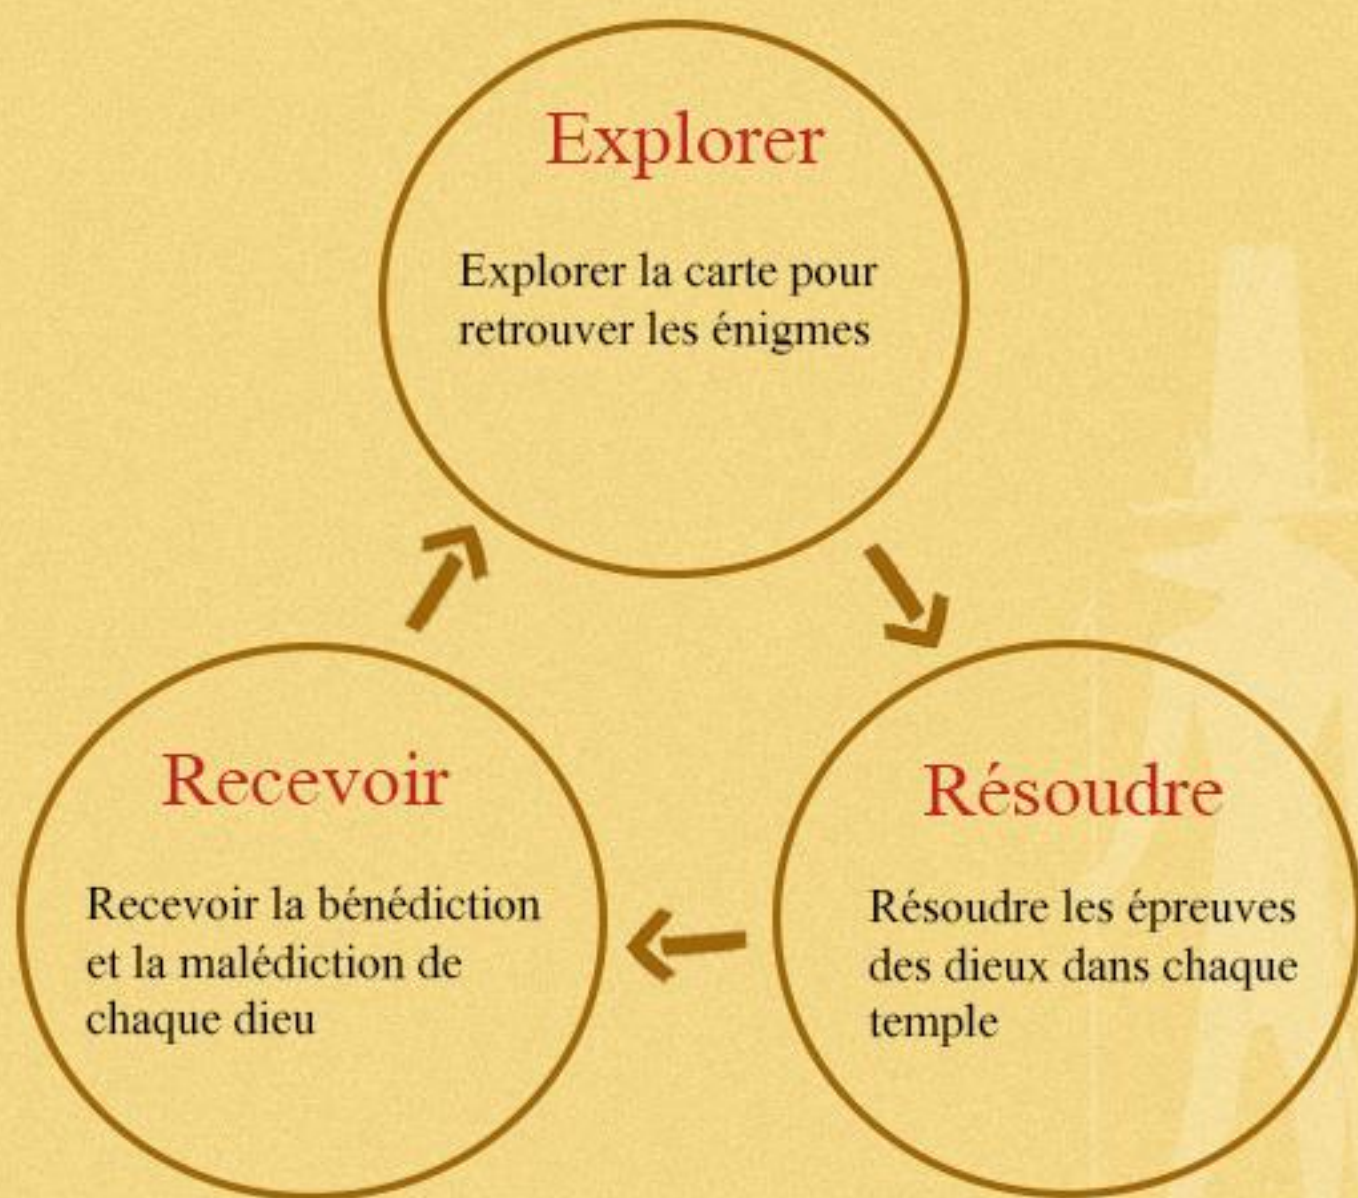 Explorer
Explorer la carte pour
retrouver les énigmes
Recevoir
Recevoir la bénédiction
et la malédiction de
chaque dieu
Résoudre
Résoudre les épreuves
des dieux dans chaque
temple